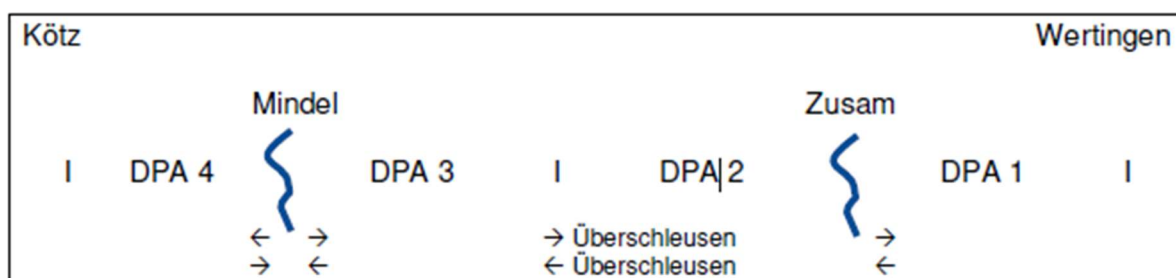 Kötz Wertingen
Mindel Zusam
I DPA 4 DPA 3 I DPA 2 DPA 1 I
← → → Überschleusen →
→ ← ← Überschleusen ←